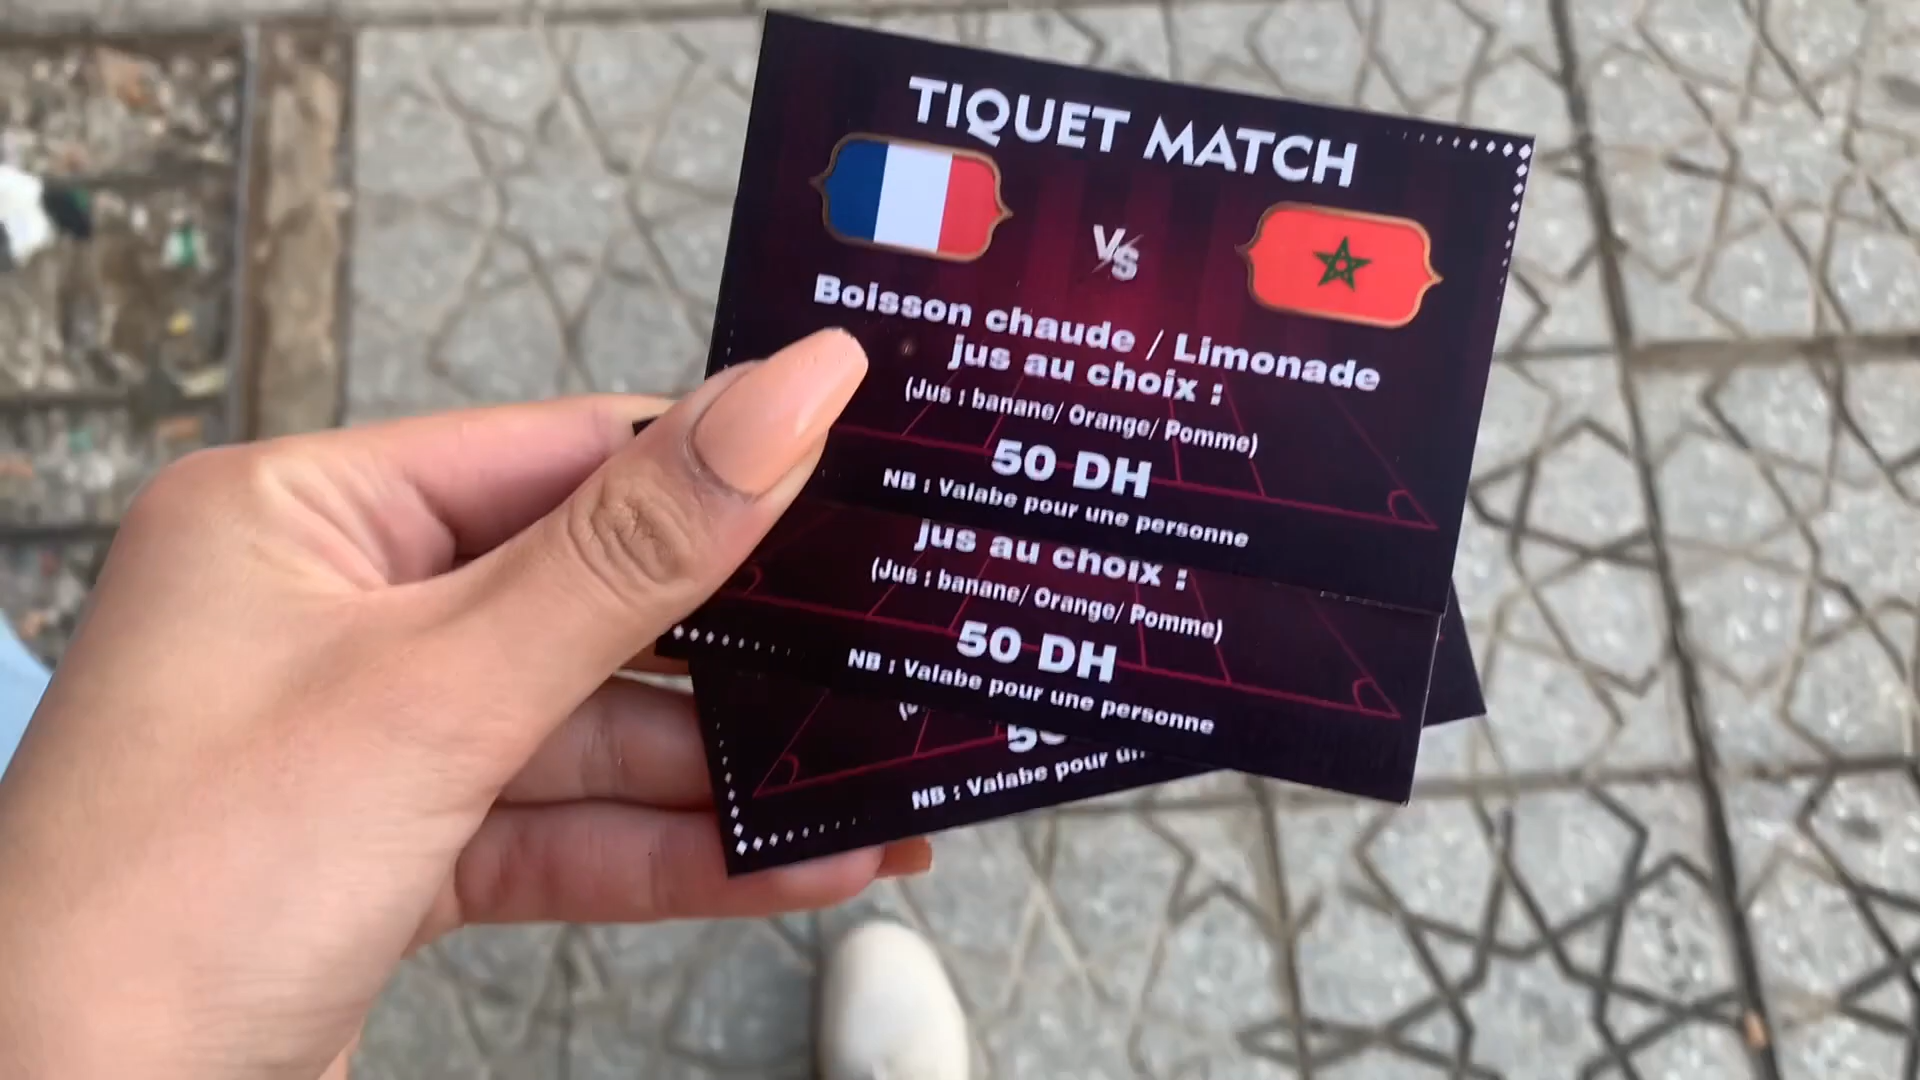 TIQUET MATCH
VS
Boisson chaude / Limonade
jus au choix :
(Jus : banane/ Orange/ Pomme)
50 DH
NB : Valabe pour une personne
jus au choix :
(Jus : banane/ Orange/ Pomme)
50 DH
NB : Valabe pour une personne
NB : Valabe pour